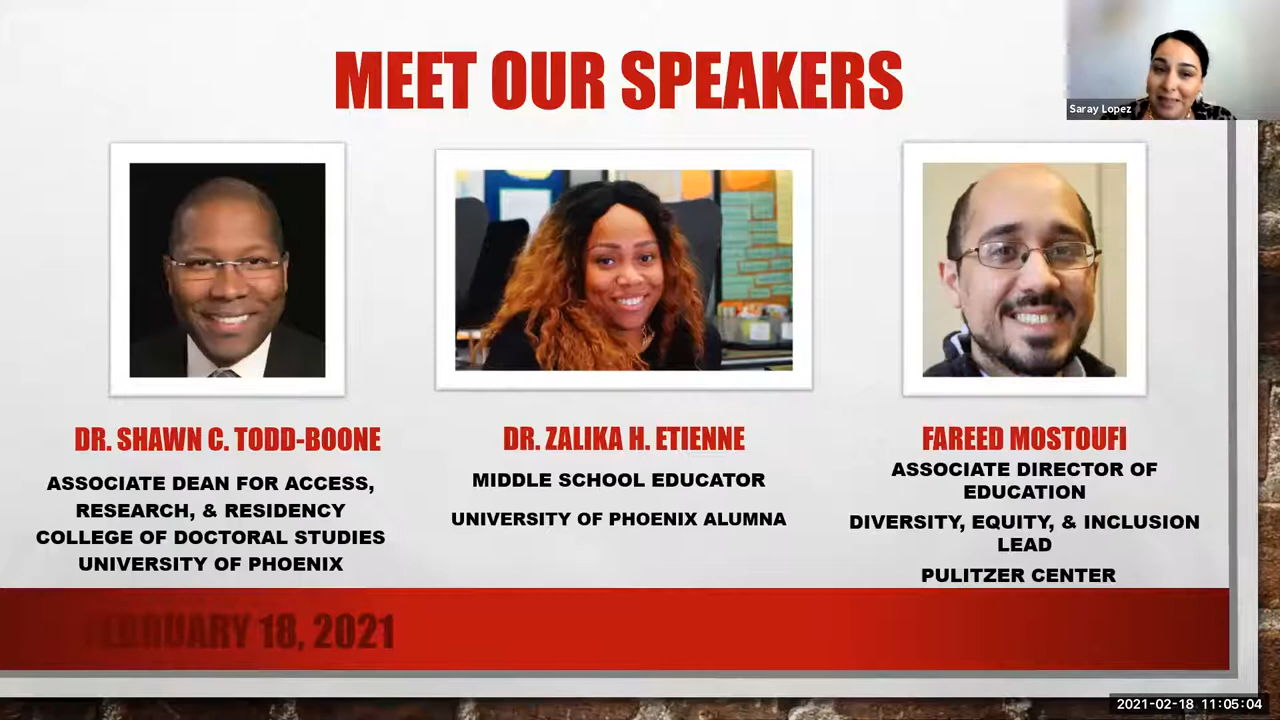 MEET OUR SPEAKERS
Saray Lopez
DR. SHAWN C. TODD-BOONE
ASSOCIATE DEAN FOR ACCESS,
RESEARCH, & RESIDENCY
COLLEGE OF DOCTORAL STUDIES
UNIVERSITY OF PHOENIX
DR. ZALIKA H. ETIENNE
MIDDLE SCHOOL EDUCATOR
UNIVERSITY OF PHOENIX ALUMNA
FAREED MOSTOUFI
ASSOCIATE DIRECTOR OF
EDUCATION
DIVERSITY, EQUITY, & INCLUSION
LEAD
PULITZER CENTER
FEBRUARY 18, 2021
2021-02-18 11:05:04